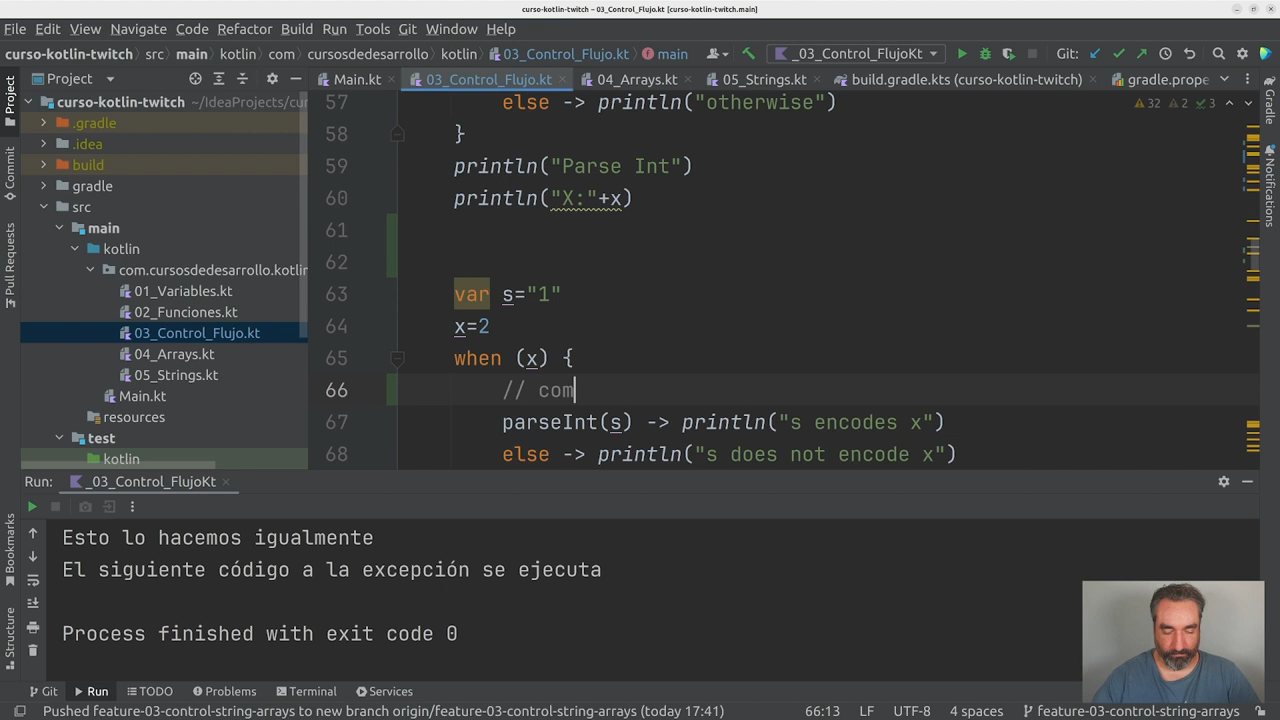 curso-kotlin-twitch – 03_Control_Flujo.kt [curso-kotlin-twitch.main]
File Edit View Navigate Code Refactor Build Run Tools Git Window Help
curso-kotlin-twitch src main kotlin com cursosdedesarrollo kotlin 03_Control_Flujo.kt main _03_Control_FlujoKt Git:
Project Main.kt 03_Control_Flujo.kt 04_Arrays.kt 05_Strings.kt build.gradle.kts (curso-kotlin-twitch) gradle.prope
curso-kotlin-twitch ~/IdeaProjects/cur
.gradle
.idea
build
gradle
src
main
kotlin
com.cursosdedesarrollo.kotlin
01_Variables.kt
02_Funciones.kt
03_Control_Flujo.kt
04_Arrays.kt
05_Strings.kt
Main.kt
resources
test
kotlin
57 else -> println("otherwise")
58 }
59 println("Parse Int")
60 println("X:"+x)
61
62
63 var s="1"
64 x=2
65 when (x) {
66 // com
67 parseInt(s) -> println("s encodes x")
68 else -> println("s does not encode x")
32 2 3
Project
Commit
Pull Requests
Bookmarks
Structure
Gradle
Notifications
Run: _03_Control_FlujoKt
Esto lo hacemos igualmente
El siguiente código a la excepción se ejecuta
Process finished with exit code 0
Git Run TODO Problems Terminal Services
Pushed feature-03-control-string-arrays to new branch origin/feature-03-control-string-arrays (today 17:41) 66:13 LF UTF-8 4 spaces feature-03-control-string-arrays